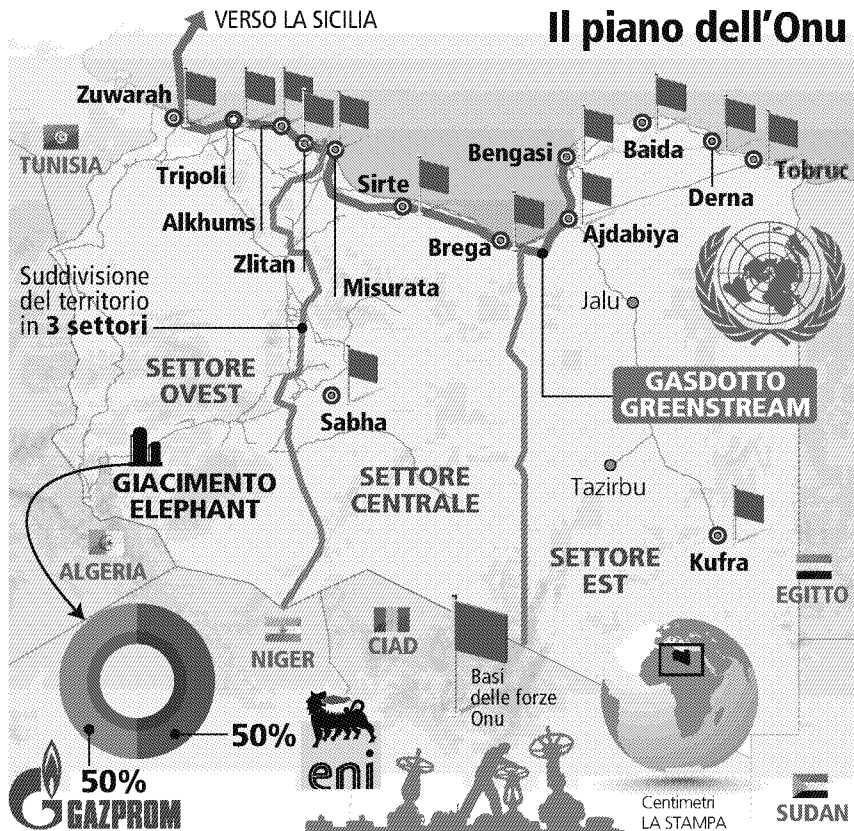 Il piano dell'Onu
VERSO LA SICILIA
Zuwarah
TUNISIA
Tripoli
Alkhums
Zlitan
Misurata
Sirte
Brega
Bengasi
Baida
Derna
Tobruc
Ajdabiya
Jalu
Suddivisione
del territorio
in 3 settori
SETTORE
OVEST
Sabha
GASDOTTO
GREENSTREAM
GIACIMENTO
ELEPHANT
SETTORE
CENTRALE
Tazirbu
SETTORE
EST
Kufra
ALGERIA
EGITTO
NIGER
CIAD
Basi
delle forze
Onu
50%
50%
eni
GAZPROM
Centimetri
LA STAMPA
SUDAN